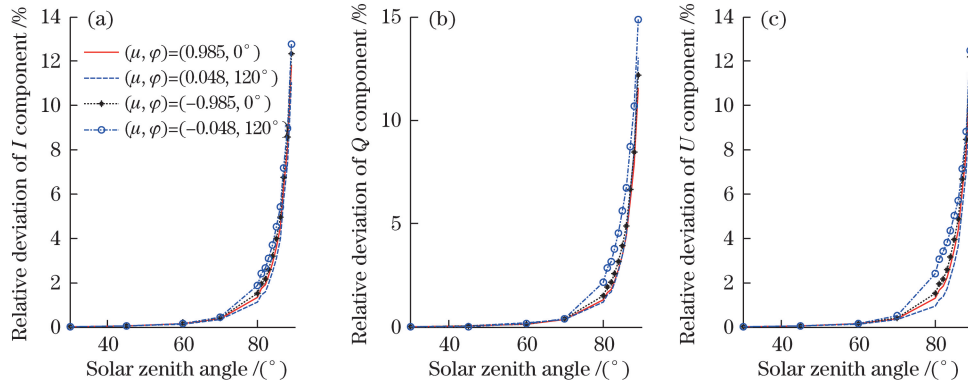 (a)
Relative deviation of I component /%
14
12
10
8
6
4
2
0
(μ, φ)=(0.985, 0°)
(μ, φ)=(0.048, 120°)
(μ, φ)=(−0.985, 0°)
(μ, φ)=(−0.048, 120°)
40 60 80
Solar zenith angle /(°)
(b)
Relative deviation of Q component /%
15
10
5
0
40 60 80
Solar zenith angle /(°)
(c)
Relative deviation of U component /%
14
12
10
8
6
4
2
0
40 60 80
Solar zenith angle /(°)